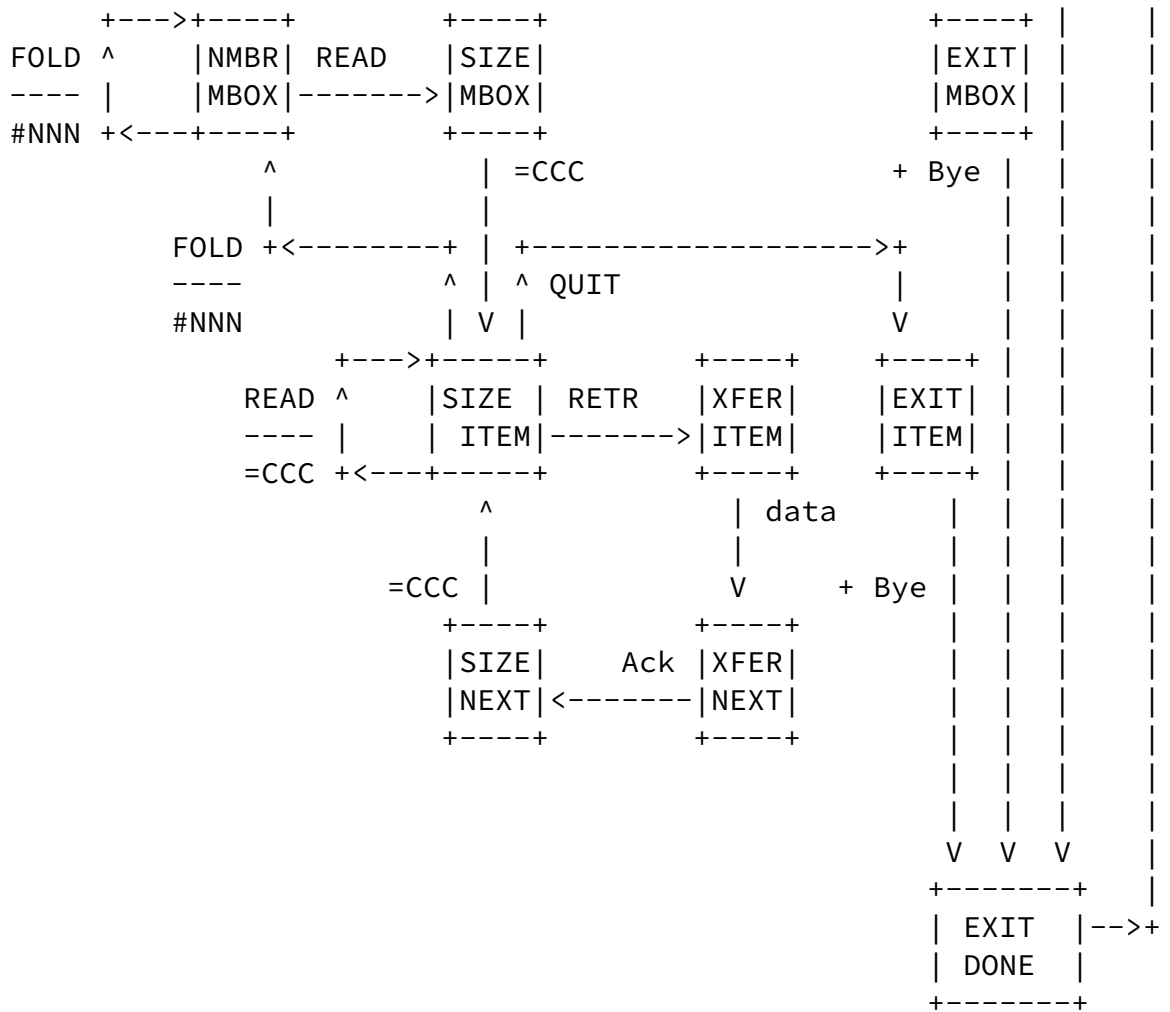 +--->+----+        +----+                     +----+ |    |
FOLD ^    |NMBR| READ   |SIZE|                     |EXIT| |    |
---- |    |MBOX|------->|MBOX|                     |MBOX| |    |
#NNN +<---+----+        +----+                     +----+ |    |
              ^           | =CCC                 + Bye |  |    |
              |           |                            |  |    |
         FOLD +<--------+ | +------------------->+     |  |    |
         ----           ^ | ^ QUIT               |     |  |    |
         #NNN           | V |                    V     |  |    |
                  +--->+-----+        +----+    +----+ |  |    |
             READ ^    |SIZE | RETR   |XFER|    |EXIT| |  |    |
             ---- |    | ITEM|------->|ITEM|    |ITEM| |  |    |
             =CCC +<---+-----+        +----+    +----+ |  |    |
                          ^             | data      |  |  |    |
                          |             |           |  |  |    |
                     =CCC |             V     + Bye |  |  |    |
                        +----+        +----+        |  |  |    |
                        |SIZE|    Ack |XFER|        |  |  |    |
                        |NEXT|<-------|NEXT|        |  |  |    |
                        +----+        +----+        |  |  |    |
                                                    |  |  |    |
                                                    |  |  |    |
                                                    V  V  V    |
                                                   +-------+   |
                                                   | EXIT  |-->+
                                                   | DONE  |
                                                   +-------+